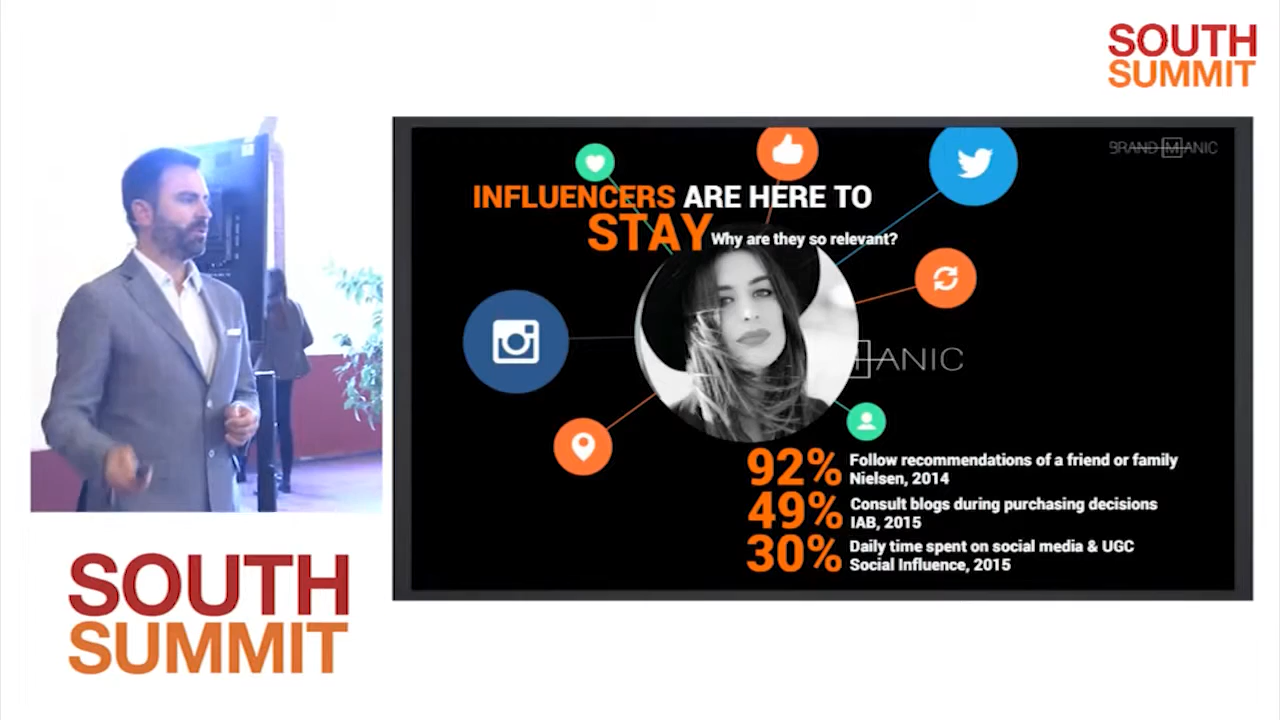 SOUTH
SUMMIT
BRAND MANIC
INFLUENCERS ARE HERE TO
STAY Why are they so relevant?
ANIC
92% Follow recommendations of a friend or family
Nielsen, 2014
49% Consult blogs during purchasing decisions
IAB, 2015
30% Daily time spent on social media & UGC
Social Influence, 2015
SOUTH
SUMMIT